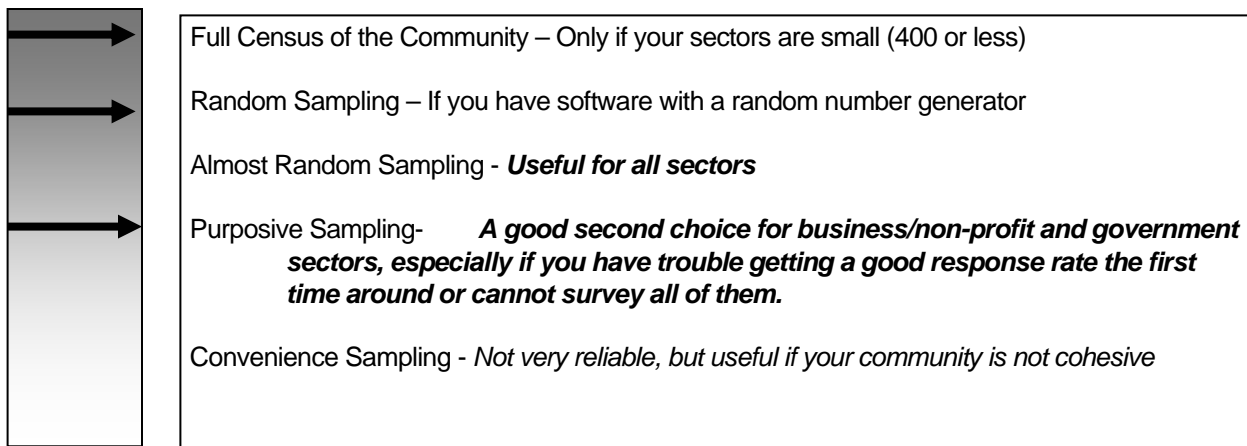 Full Census of the Community – Only if your sectors are small (400 or less)
Random Sampling – If you have software with a random number generator
Almost Random Sampling - Useful for all sectors
Purposive Sampling- A good second choice for business/non-profit and government
sectors, especially if you have trouble getting a good response rate the first
time around or cannot survey all of them.
Convenience Sampling - Not very reliable, but useful if your community is not cohesive